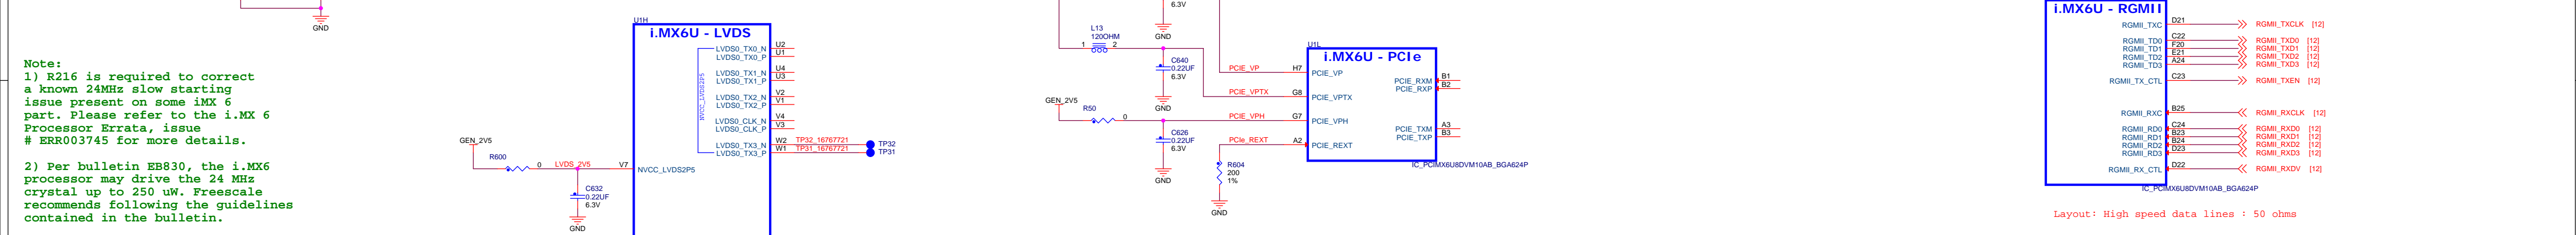 GND
Note:
1) R216 is required to correct
a known 24MHz slow starting
issue present on some iMX 6
part. Please refer to the i.MX 6
Processor Errata, issue
# ERR003745 for more details.
2) Per bulletin EB830, the i.MX6
processor may drive the 24 MHz
crystal up to 250 uW. Freescale
recommends following the guidelines
contained in the bulletin.
U1H
i.MX6U - LVDS
NVCC_LVDS2P5
LVDS0_TX0_N U2
LVDS0_TX0_P U1
LVDS0_TX1_N U4
LVDS0_TX1_P U3
LVDS0_TX2_N V2
LVDS0_TX2_P V1
LVDS0_CLK_N V4
LVDS0_CLK_P V3
LVDS0_TX3_N W2 TP32_16767721 TP32
LVDS0_TX3_P W1 TP31_16767721 TP31
GEN_2V5
R600
0
LVDS_2V5
V7
NVCC_LVDS2P5
C632
0.22UF
6.3V
GND
6.3V
GND
L13
120OHM
1 2
C640
0.22UF
6.3V
GND
GEN_2V5
R50
0
C626
0.22UF
6.3V
GND
U1L
i.MX6U - PCIe
PCIE_VP H7 PCIE_VP
PCIE_VPTX G8 PCIE_VPTX
PCIE_VPH G7 PCIE_VPH
PCIe_REXT A2 PCIE_REXT
PCIE_RXM B1
PCIE_RXP B2
PCIE_TXM A3
PCIE_TXP B3
IC_PCIMX6U8DVM10AB_BGA624P
R604
200
1%
GND
i.MX6U - RGMII
RGMII_TXC D21 RGMII_TXCLK [12]
RGMII_TD0 C22 RGMII_TXD0 [12]
RGMII_TD1 F20 RGMII_TXD1 [12]
RGMII_TD2 E21 RGMII_TXD2 [12]
RGMII_TD3 A24 RGMII_TXD3 [12]
RGMII_TX_CTL C23 RGMII_TXEN [12]
RGMII_RXC B25 RGMII_RXCLK [12]
RGMII_RD0 C24 RGMII_RXD0 [12]
RGMII_RD1 B23 RGMII_RXD1 [12]
RGMII_RD2 B24 RGMII_RXD2 [12]
RGMII_RD3 D23 RGMII_RXD3 [12]
RGMII_RX_CTL D22 RGMII_RXDV [12]
IC_PCIMX6U8DVM10AB_BGA624P
Layout: High speed data lines : 50 ohms